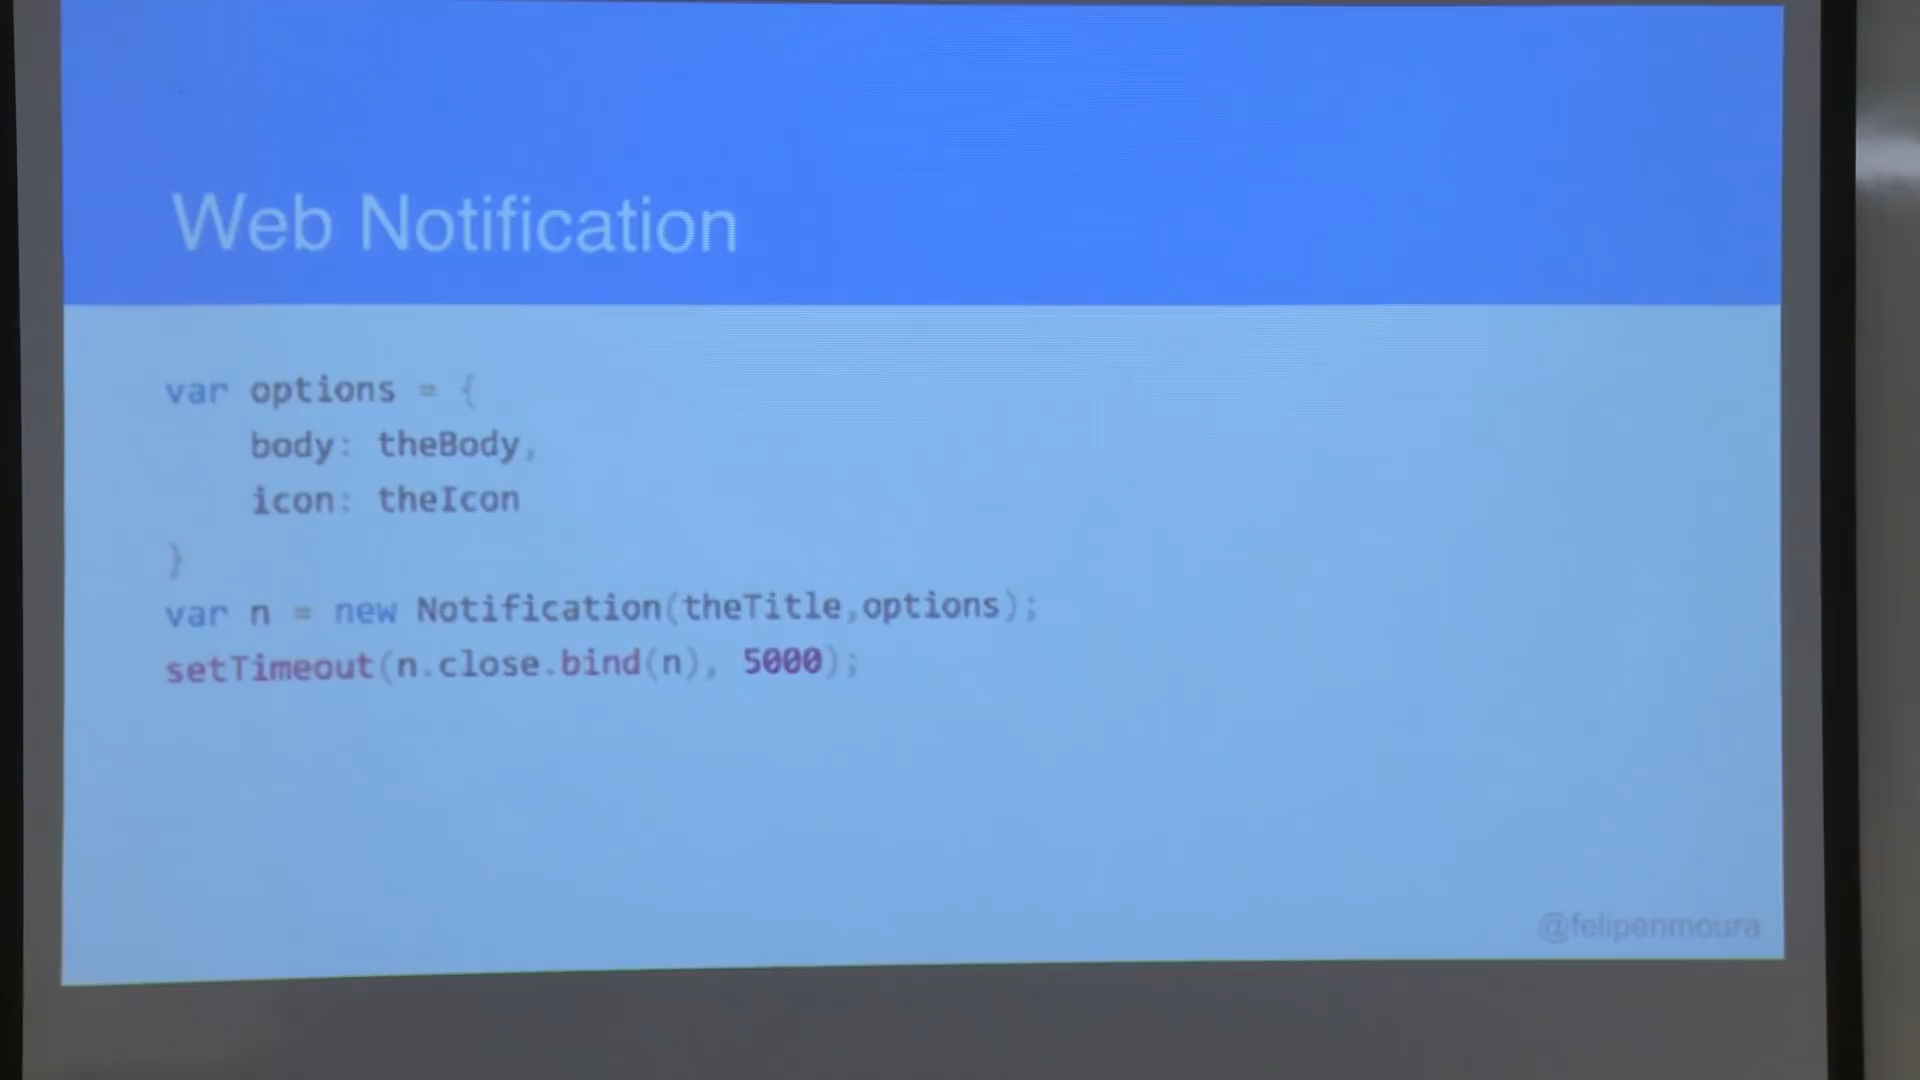 Web Notification
var options = {
    body: theBody,
    icon: theIcon
}
var n = new Notification(theTitle,options);
setTimeout(n.close.bind(n), 5000);
@felipenmoura